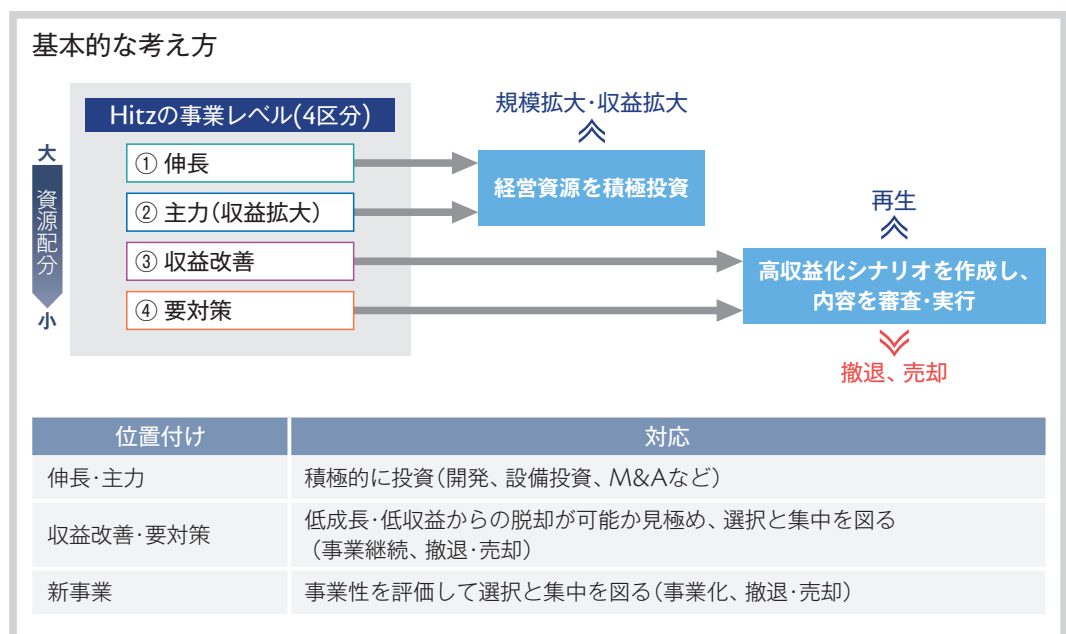 基本的な考え方
Hitzの事業レベル(4区分)
大
資源配分
小
① 伸長
② 主力(収益拡大)
③ 収益改善
④ 要対策
規模拡大・収益拡大
経営資源を積極投資
再生
高収益化シナリオを作成し、
内容を審査・実行
撤退、売却
位置付け 対応
伸長・主力 積極的に投資(開発、設備投資、M&Aなど)
収益改善・要対策 低成長・低収益からの脱却が可能か見極め、選択と集中を図る
(事業継続、撤退・売却)
新事業 事業性を評価して選択と集中を図る(事業化、撤退・売却)